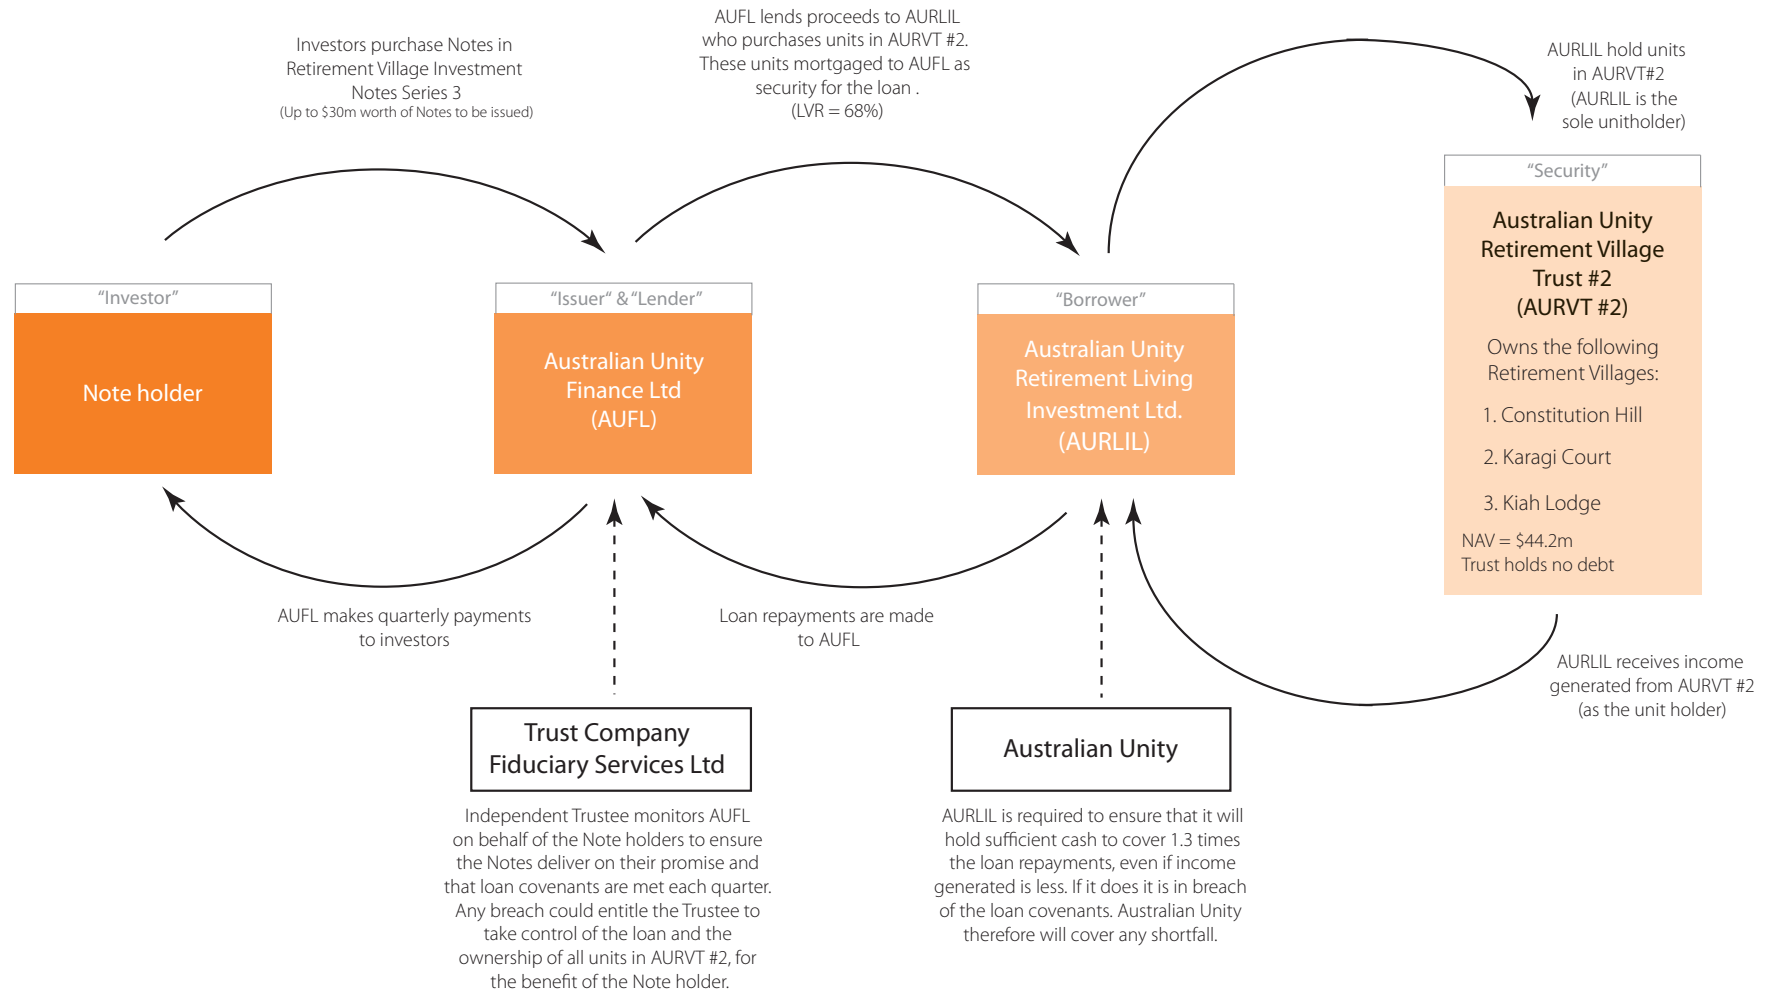 Investors purchase Notes in
Retirement Village Investment
Notes Series 3
(Up to $30m worth of Notes to be issued)
AUFL lends proceeds to AURLIL
who purchases units in AURVT #2.
These units mortgaged to AUFL as
security for the loan .
(LVR = 68%)
AURLIL hold units
in AURVT#2
(AURLIL is the
sole unitholder)
“Investor”
Note holder
“Issuer“ & “Lender”
Australian Unity
Finance Ltd
(AUFL)
“Borrower”
Australian Unity
Retirement Living
Investment Ltd.
(AURLIL)
“Security”
Australian Unity
Retirement Village
Trust #2
(AURVT #2)
Owns the following
Retirement Villages:
1. Constitution Hill
2. Karagi Court
3. Kiah Lodge
NAV = $44.2m
Trust holds no debt
AUFL makes quarterly payments
to investors
Loan repayments are made
to AUFL
AURLIL receives income
generated from AURVT #2
(as the unit holder)
Trust Company
Fiduciary Services Ltd
Independent Trustee monitors AUFL
on behalf of the Note holders to ensure
the Notes deliver on their promise and
that loan covenants are met each quarter.
Any breach could entitle the Trustee to
take control of the loan and the
ownership of all units in AURVT #2, for
the benefit of the Note holder.
Australian Unity
AURLIL is required to ensure that it will
hold sufficient cash to cover 1.3 times
the loan repayments, even if income
generated is less. If it does it is in breach
of the loan covenants. Australian Unity
therefore will cover any shortfall.